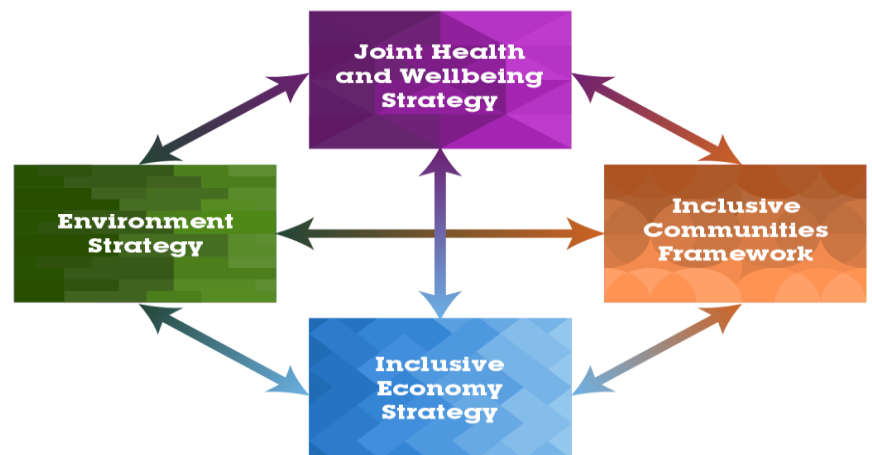 Joint Health
and Wellbeing
Strategy
Environment
Strategy
Inclusive
Communities
Framework
Inclusive
Economy
Strategy